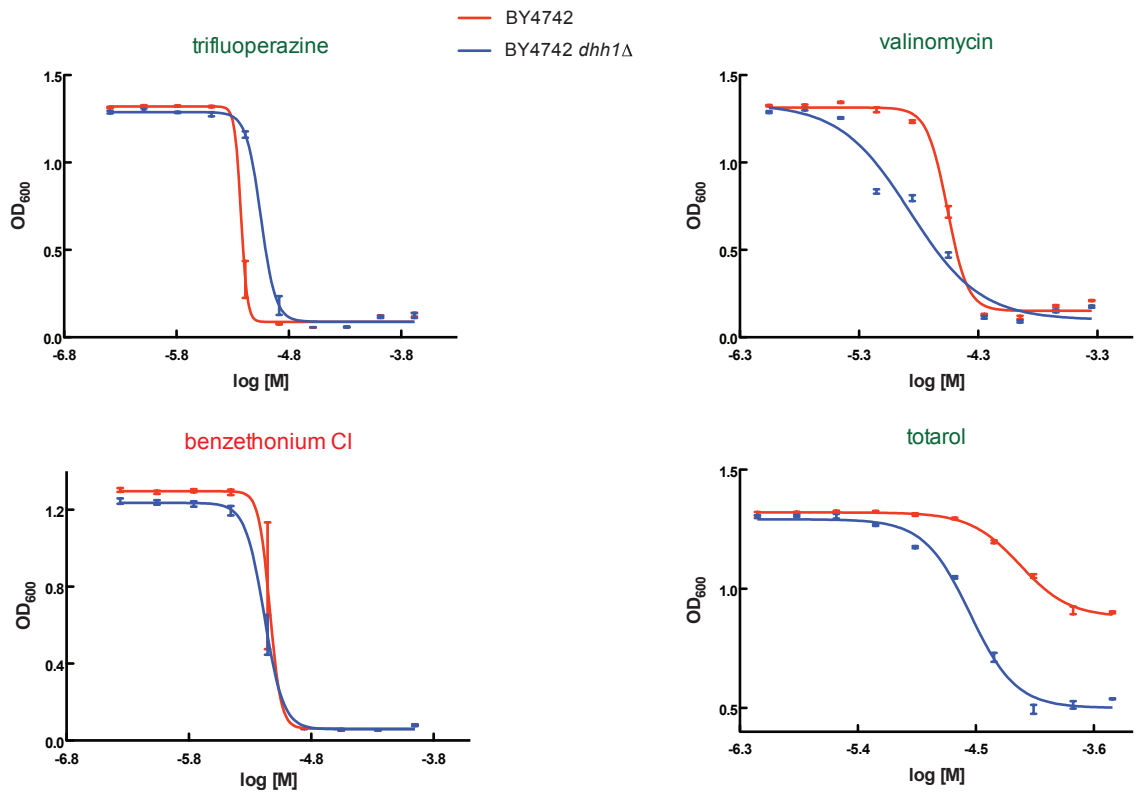 BY4742
BY4742 dhh1Δ
trifluoperazine
1.5
1.0
0.5
0.0
OD600
-6.8 -5.8 -4.8 -3.8
log [M]
valinomycin
1.5
1.0
0.5
0.0
OD600
-6.3 -5.3 -4.3 -3.3
log [M]
benzethonium Cl
1.2
0.8
0.4
0.0
OD600
-6.8 -5.8 -4.8 -3.8
log [M]
totarol
1.5
1.0
0.5
OD600
-6.3 -5.4 -4.5 -3.6
log [M]